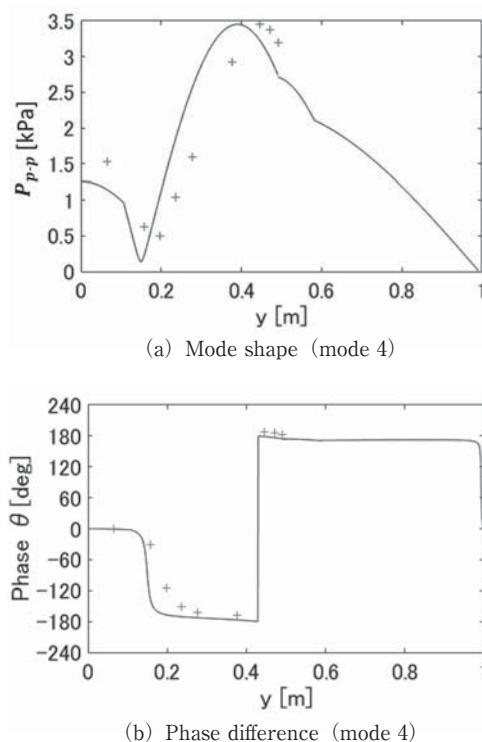 3.5
3
2.5
2
1.5
1
0.5
0
P_{p-p} [kPa]
0 0.2 0.4 0.6 0.8 1
y [m]
(a) Mode shape (mode 4)
240
180
120
60
0
-60
-120
-180
-240
Phase θ [deg]
0 0.2 0.4 0.6 0.8 1
y [m]
(b) Phase difference (mode 4)